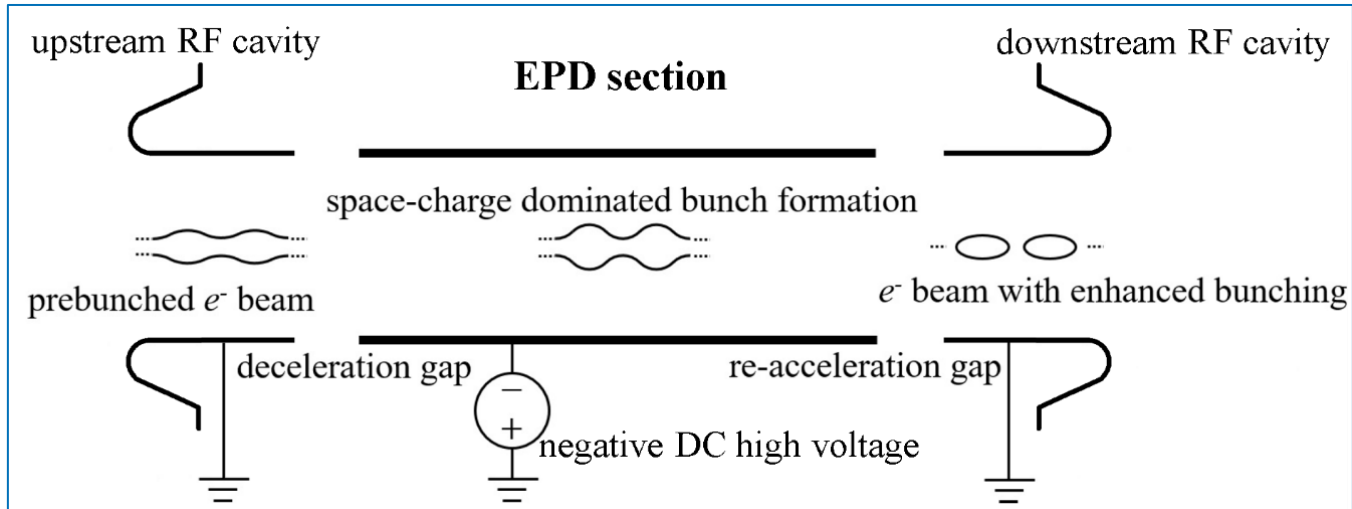 upstream RF cavity
downstream RF cavity
EPD section
space-charge dominated bunch formation
prebunched e- beam
e- beam with enhanced bunching
deceleration gap
re-acceleration gap
−
+
negative DC high voltage